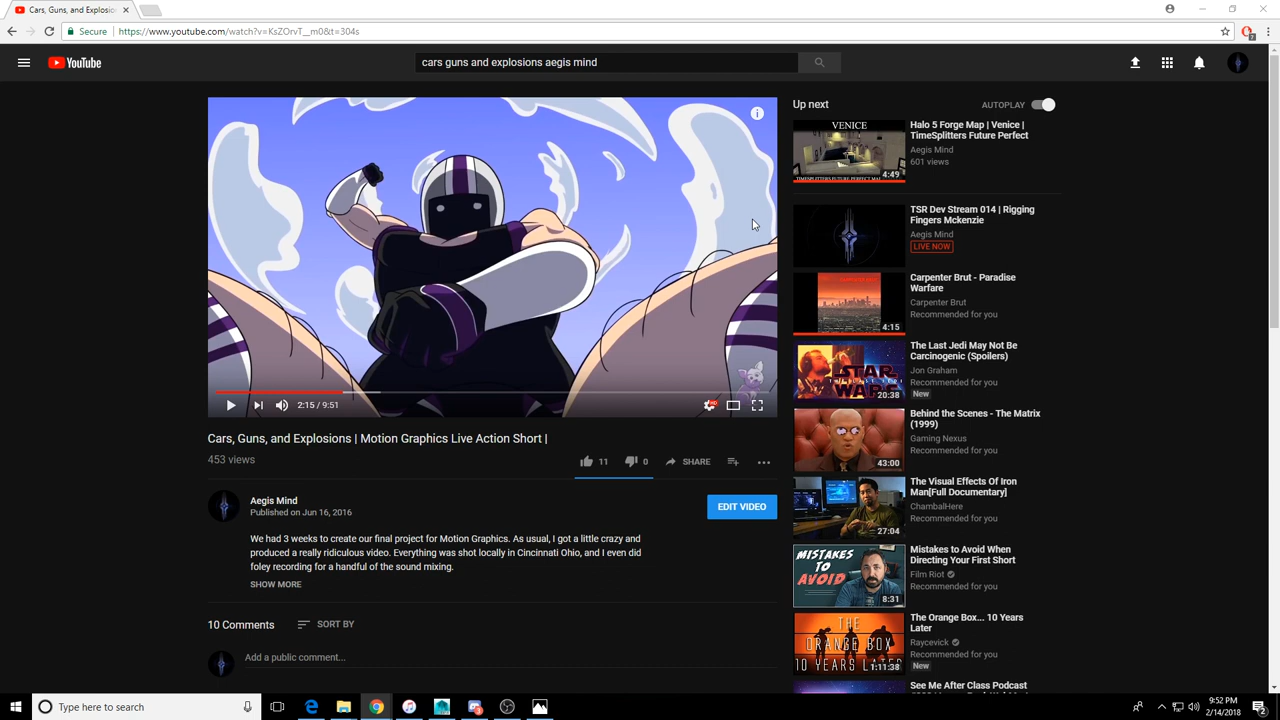 Cars, Guns, and Explosion
Secure
https://www.youtube.com/watch?v=KsZOrvT__m0&t=304s
7
YouTube
cars guns and explosions aegis mind
Up next
AUTOPLAY
VENICE
TIMESPLITTERS FUTURE PERFECT
4:49
Halo 5 Forge Map | Venice |
TimeSplitters Future Perfect
Aegis Mind
601 views
TSR Dev Stream 014 | Rigging
Fingers Mckenzie
Aegis Mind
LIVE NOW
4:15
Carpenter Brut - Paradise
Warfare
Carpenter Brut
Recommended for you
STAR
WARS
20:38
The Last Jedi May Not Be
Carcinogenic (Spoilers)
Jon Graham
Recommended for you
New
43:00
Behind the Scenes - The Matrix
(1999)
Gaming Nexus
Recommended for you
27:04
The Visual Effects Of Iron
Man[Full Documentary]
ChambalHere
Recommended for you
MISTAKES
TO
AVOID
8:31
Mistakes to Avoid When
Directing Your First Short
Film Riot
Recommended for you
THE
ORANGE BOX
10 YEARS
LATER
1:11:38
The Orange Box... 10 Years
Later
Raycevick
Recommended for you
New
See Me After Class Podcast
2:15 / 9:51
HD
Cars, Guns, and Explosions | Motion Graphics Live Action Short |
453 views
11
0
SHARE
Aegis Mind
Published on Jun 16, 2016
EDIT VIDEO
We had 3 weeks to create our final project for Motion Graphics. As usual, I got a little crazy and
produced a really ridiculous video. Everything was shot locally in Cincinnati Ohio, and I even did
foley recording for a handful of the sound mixing.
SHOW MORE
10 Comments
SORT BY
Add a public comment...
Type here to search
9:52 PM
2/14/2018
2